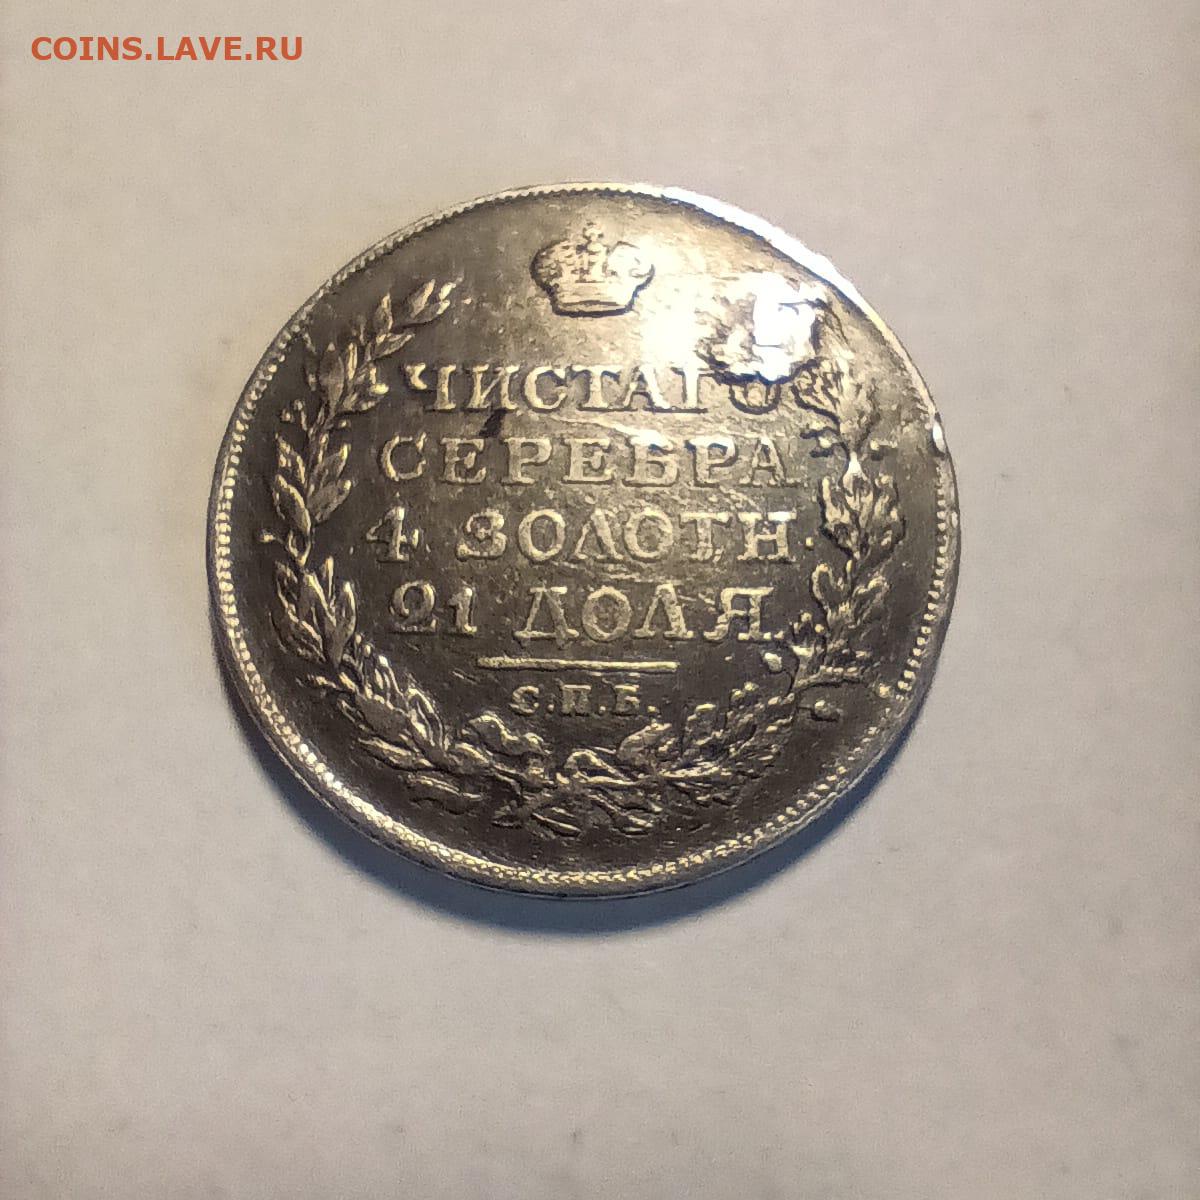 COINS.LAVE.RU
ЧИСТАГО
СЕРЕБРА
4 ЗОЛОТН.
21 ДОЛЯ.
С.П.Б.